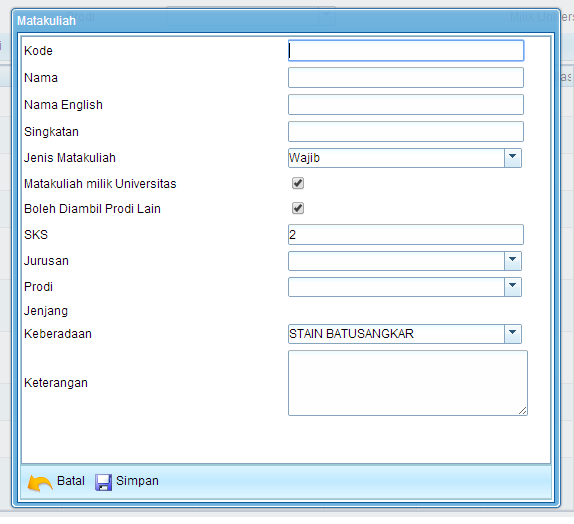 Matakuliah
Kode
Nama
Nama English
Singkatan
Jenis Matakuliah Wajib
Matakuliah milik Universitas
Boleh Diambil Prodi Lain
SKS 2
Jurusan
Prodi
Jenjang
Keberadaan STAIN BATUSANGKAR
Keterangan
Batal Simpan